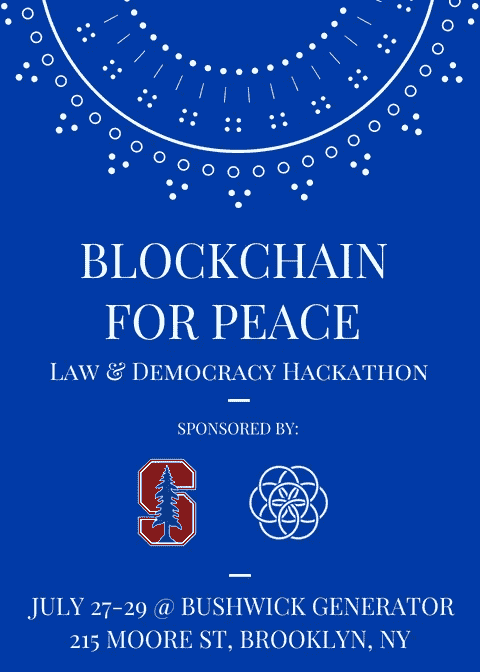 BLOCKCHAIN
FOR PEACE
LAW & DEMOCRACY HACKATHON
SPONSORED BY:
S
JULY 27-29 @ BUSHWICK GENERATOR
215 MOORE ST, BROOKLYN, NY